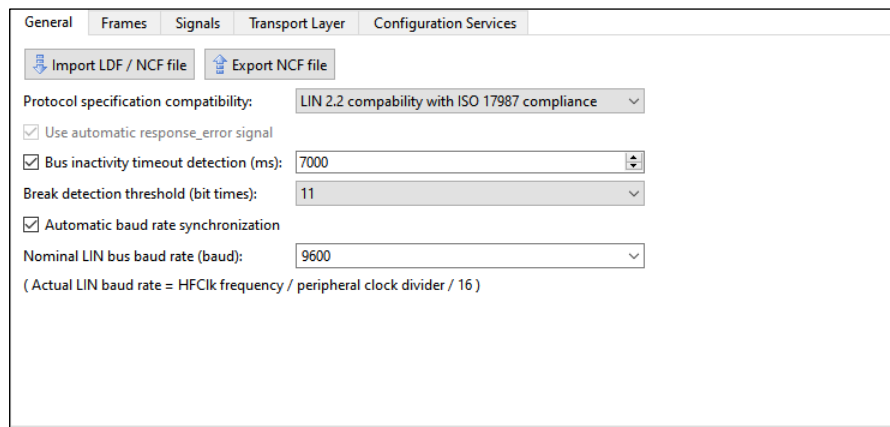 General Frames Signals Transport Layer Configuration Services
Import LDF / NCF file Export NCF file
Protocol specification compatibility: LIN 2.2 compability with ISO 17987 compliance
Use automatic response_error signal
Bus inactivity timeout detection (ms): 7000
Break detection threshold (bit times): 11
Automatic baud rate synchronization
Nominal LIN bus baud rate (baud): 9600
( Actual LIN baud rate = HFClk frequency / peripheral clock divider / 16 )